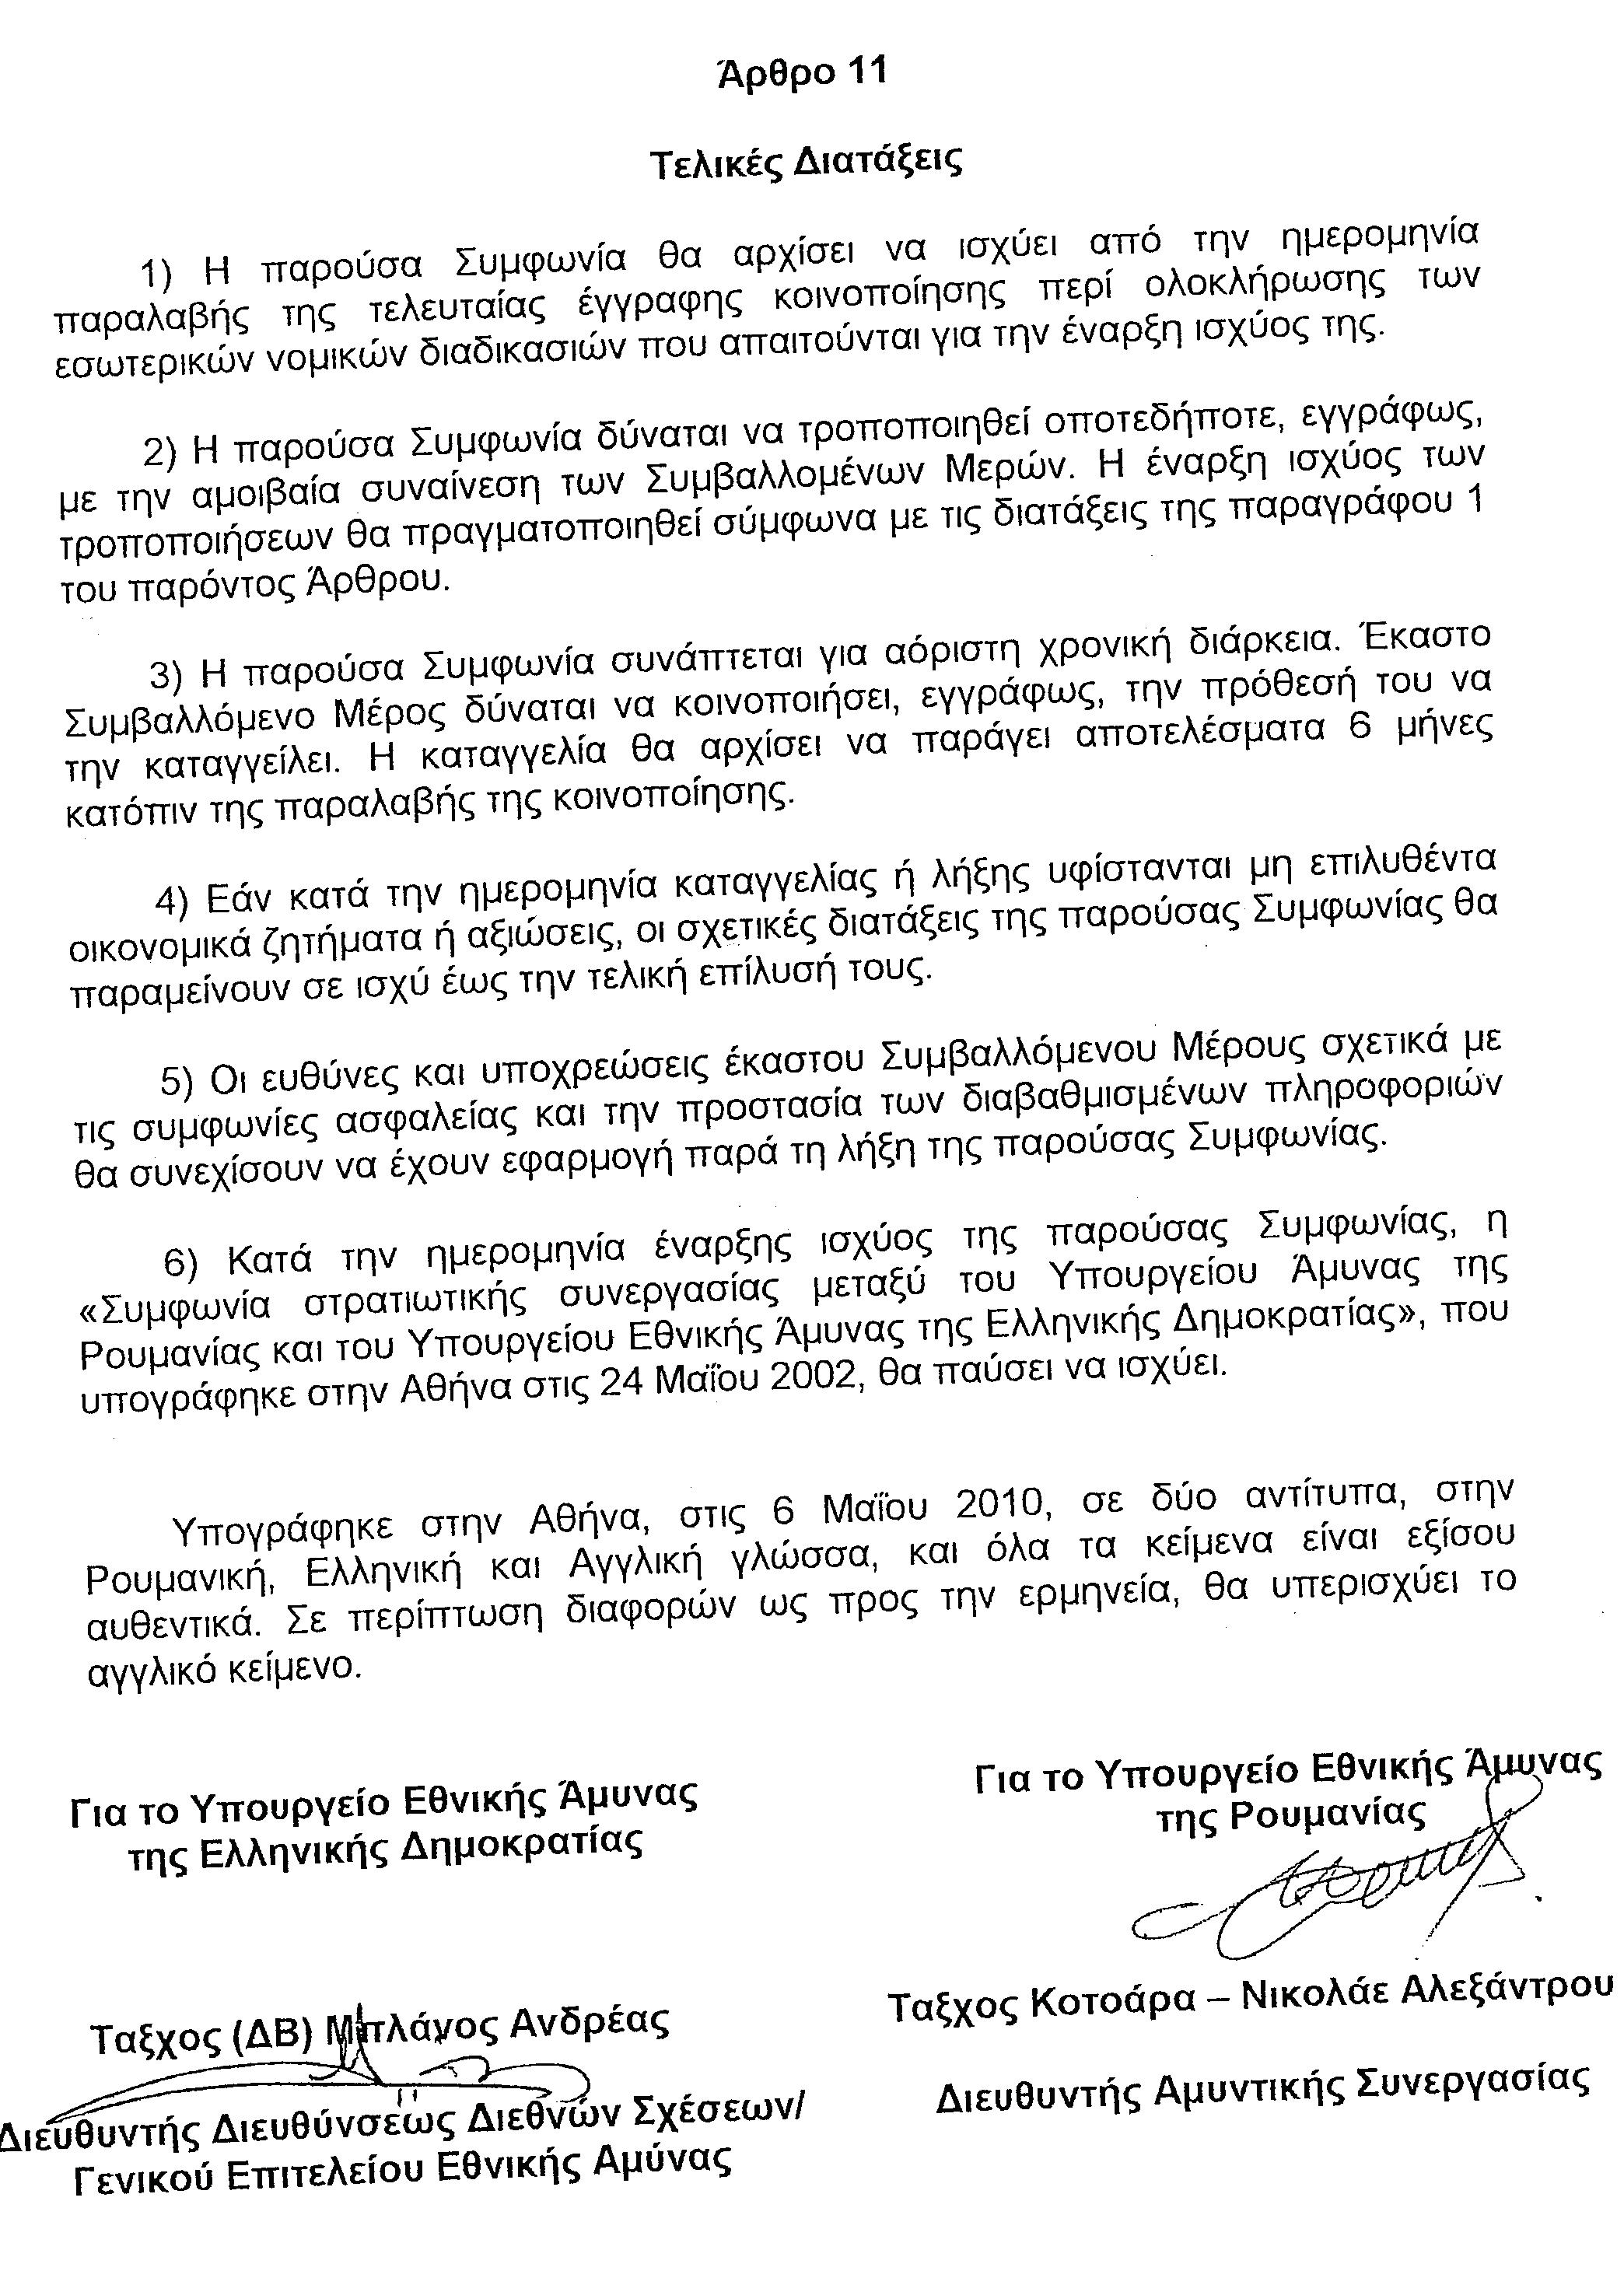 Άρθρο 11
Τελικές Διατάξεις
1) Η παρούσα Συμφωνία θα αρχίσει να ισχύει από την ημερομηνία
παραλαβής της τελευταίας έγγραφης κοινοποίησης περί ολοκλήρωσης των
εσωτερικών νομικών διαδικασιών που απαιτούνται για την έναρξη ισχύος της.
2) Η παρούσα Συμφωνία δύναται να τροποποιηθεί οποτεδήποτε, εγγράφως,
με την αμοιβαία συναίνεση των Συμβαλλομένων Μερών. Η έναρξη ισχύος των
τροποποιήσεων θα πραγματοποιηθεί σύμφωνα με τις διατάξεις της παραγράφου 1
του παρόντος Άρθρου.
3) Η παρούσα Συμφωνία συνάπτεται για αόριστη χρονική διάρκεια. Έκαστο
Συμβαλλόμενο Μέρος δύναται να κοινοποιήσει, εγγράφως, την πρόθεσή του να
την καταγγείλει. Η καταγγελία θα αρχίσει να παράγει αποτελέσματα 6 μήνες
κατόπιν της παραλαβής της κοινοποίησης.
4) Εάν κατά την ημερομηνία καταγγελίας ή λήξης υφίστανται μη επιλυθέντα
οικονομικά ζητήματα ή αξιώσεις, οι σχετικές διατάξεις της παρούσας Συμφωνίας θα
παραμείνουν σε ισχύ έως την τελική επίλυσή τους.
5) Οι ευθύνες και υποχρεώσεις έκαστου Συμβαλλόμενου Μέρους σχετικά με
τις συμφωνίες ασφαλείας και την προστασία των διαβαθμισμένων πληροφοριών
θα συνεχίσουν να έχουν εφαρμογή παρά τη λήξη της παρούσας Συμφωνίας.
6) Κατά την ημερομηνία έναρξης ισχύος της παρούσας Συμφωνίας, η
«Συμφωνία στρατιωτικής συνεργασίας μεταξύ του Υπουργείου Άμυνας της
Ρουμανίας και του Υπουργείου Εθνικής Άμυνας της Ελληνικής Δημοκρατίας», που
υπογράφηκε στην Αθήνα στις 24 Μαΐου 2002, θα παύσει να ισχύει.
Υπογράφηκε στην Αθήνα, στις 6 Μαΐου 2010, σε δύο αντίτυπα, στην
Ρουμανική, Ελληνική και Αγγλική γλώσσα, και όλα τα κείμενα είναι εξίσου
αυθεντικά. Σε περίπτωση διαφορών ως προς την ερμηνεία, θα υπερισχύει το
αγγλικό κείμενο.
Για το Υπουργείο Εθνικής Άμυνας
της Ελληνικής Δημοκρατίας
Ταξχος (ΔΒ) Μπλάνος Ανδρέας
Διευθυντής Διευθύνσεως Διεθνών Σχέσεων/
Γενικού Επιτελείου Εθνικής Αμύνας
Για το Υπουργείο Εθνικής Άμυνας
της Ρουμανίας
Ταξχος Κοτοάρα – Νικολάε Αλεξάντρου
Διευθυντής Αμυντικής Συνεργασίας